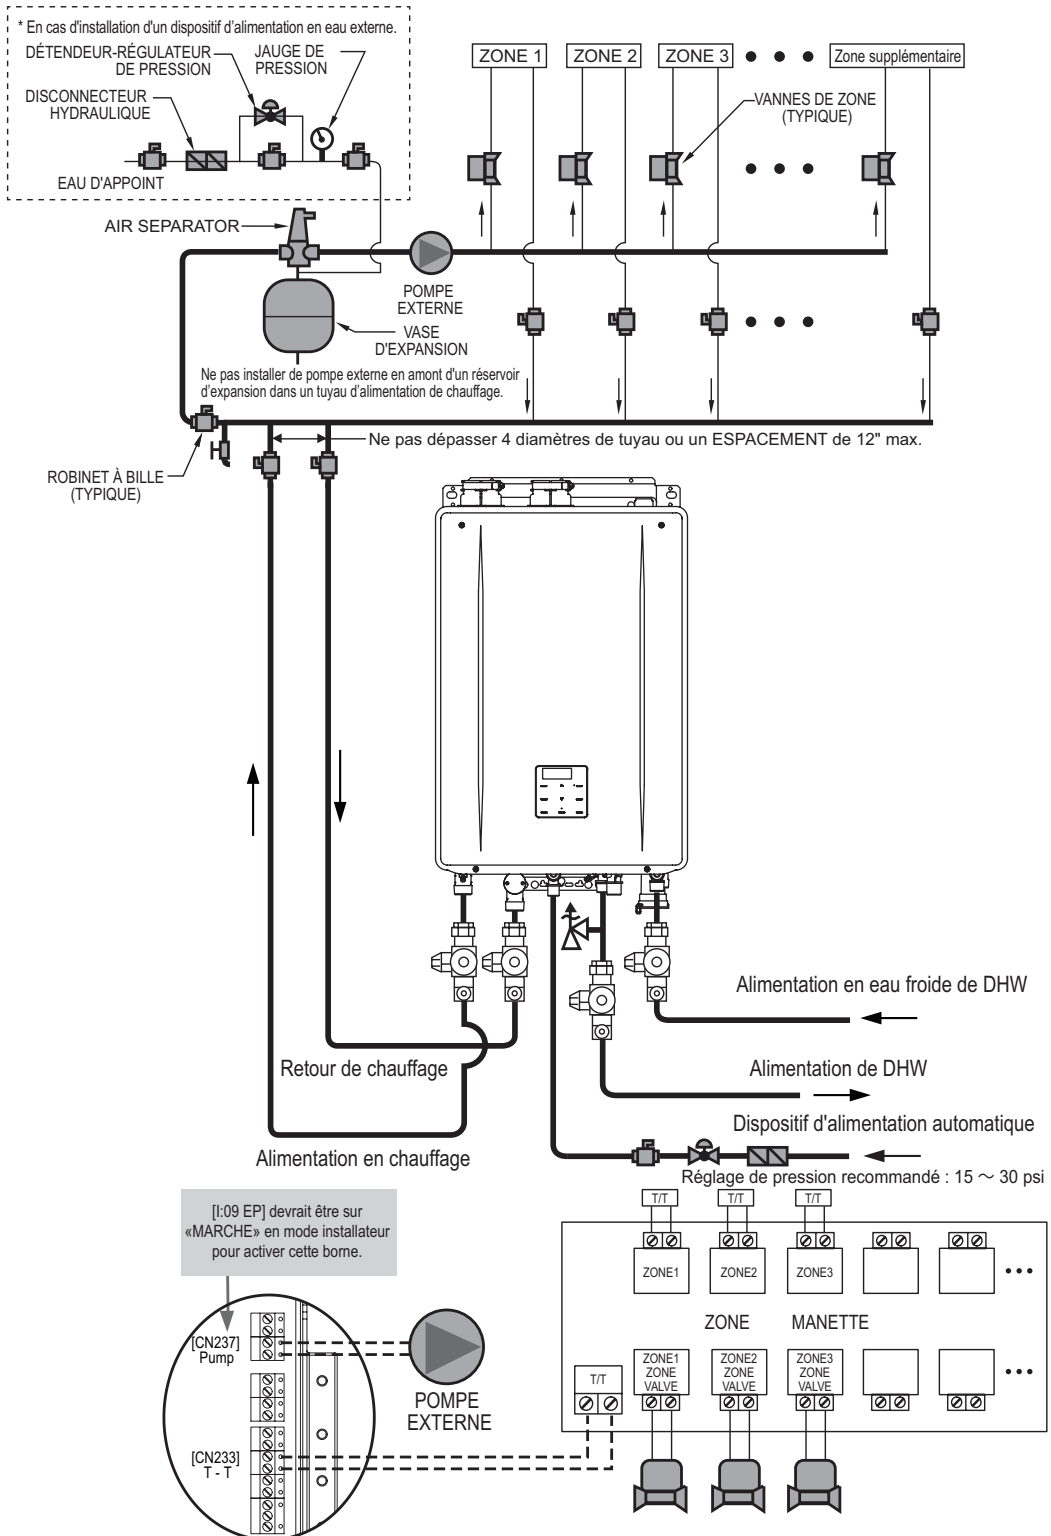 * En cas d'installation d'un dispositif d'alimentation en eau externe.
DÉTENDEUR-RÉGULATEUR
DE PRESSION
JAUGE DE
PRESSION
DISCONNECTEUR
HYDRAULIQUE
EAU D'APPOINT
ZONE 1
ZONE 2
ZONE 3
Zone supplémentaire
VANNES DE ZONE
(TYPIQUE)
AIR SEPARATOR
POMPE
EXTERNE
VASE
D'EXPANSION
Ne pas installer de pompe externe en amont d'un réservoir
d'expansion dans un tuyau d'alimentation de chauffage.
Ne pas dépasser 4 diamètres de tuyau ou un ESPACEMENT de 12" max.
ROBINET À BILLE
(TYPIQUE)
Alimentation en eau froide de DHW
Retour de chauffage
Alimentation de DHW
Dispositif d'alimentation automatique
Alimentation en chauffage
Réglage de pression recommandé : 15 ～ 30 psi
[I:09 EP] devrait être sur
«MARCHE» en mode installateur
pour activer cette borne.
T/T
T/T
T/T
ZONE1
ZONE2
ZONE3
ZONE MANETTE
[CN237]
Pump
POMPE
EXTERNE
T/T
ZONE1
ZONE
VALVE
ZONE2
ZONE
VALVE
ZONE3
ZONE
VALVE
[CN233]
T - T